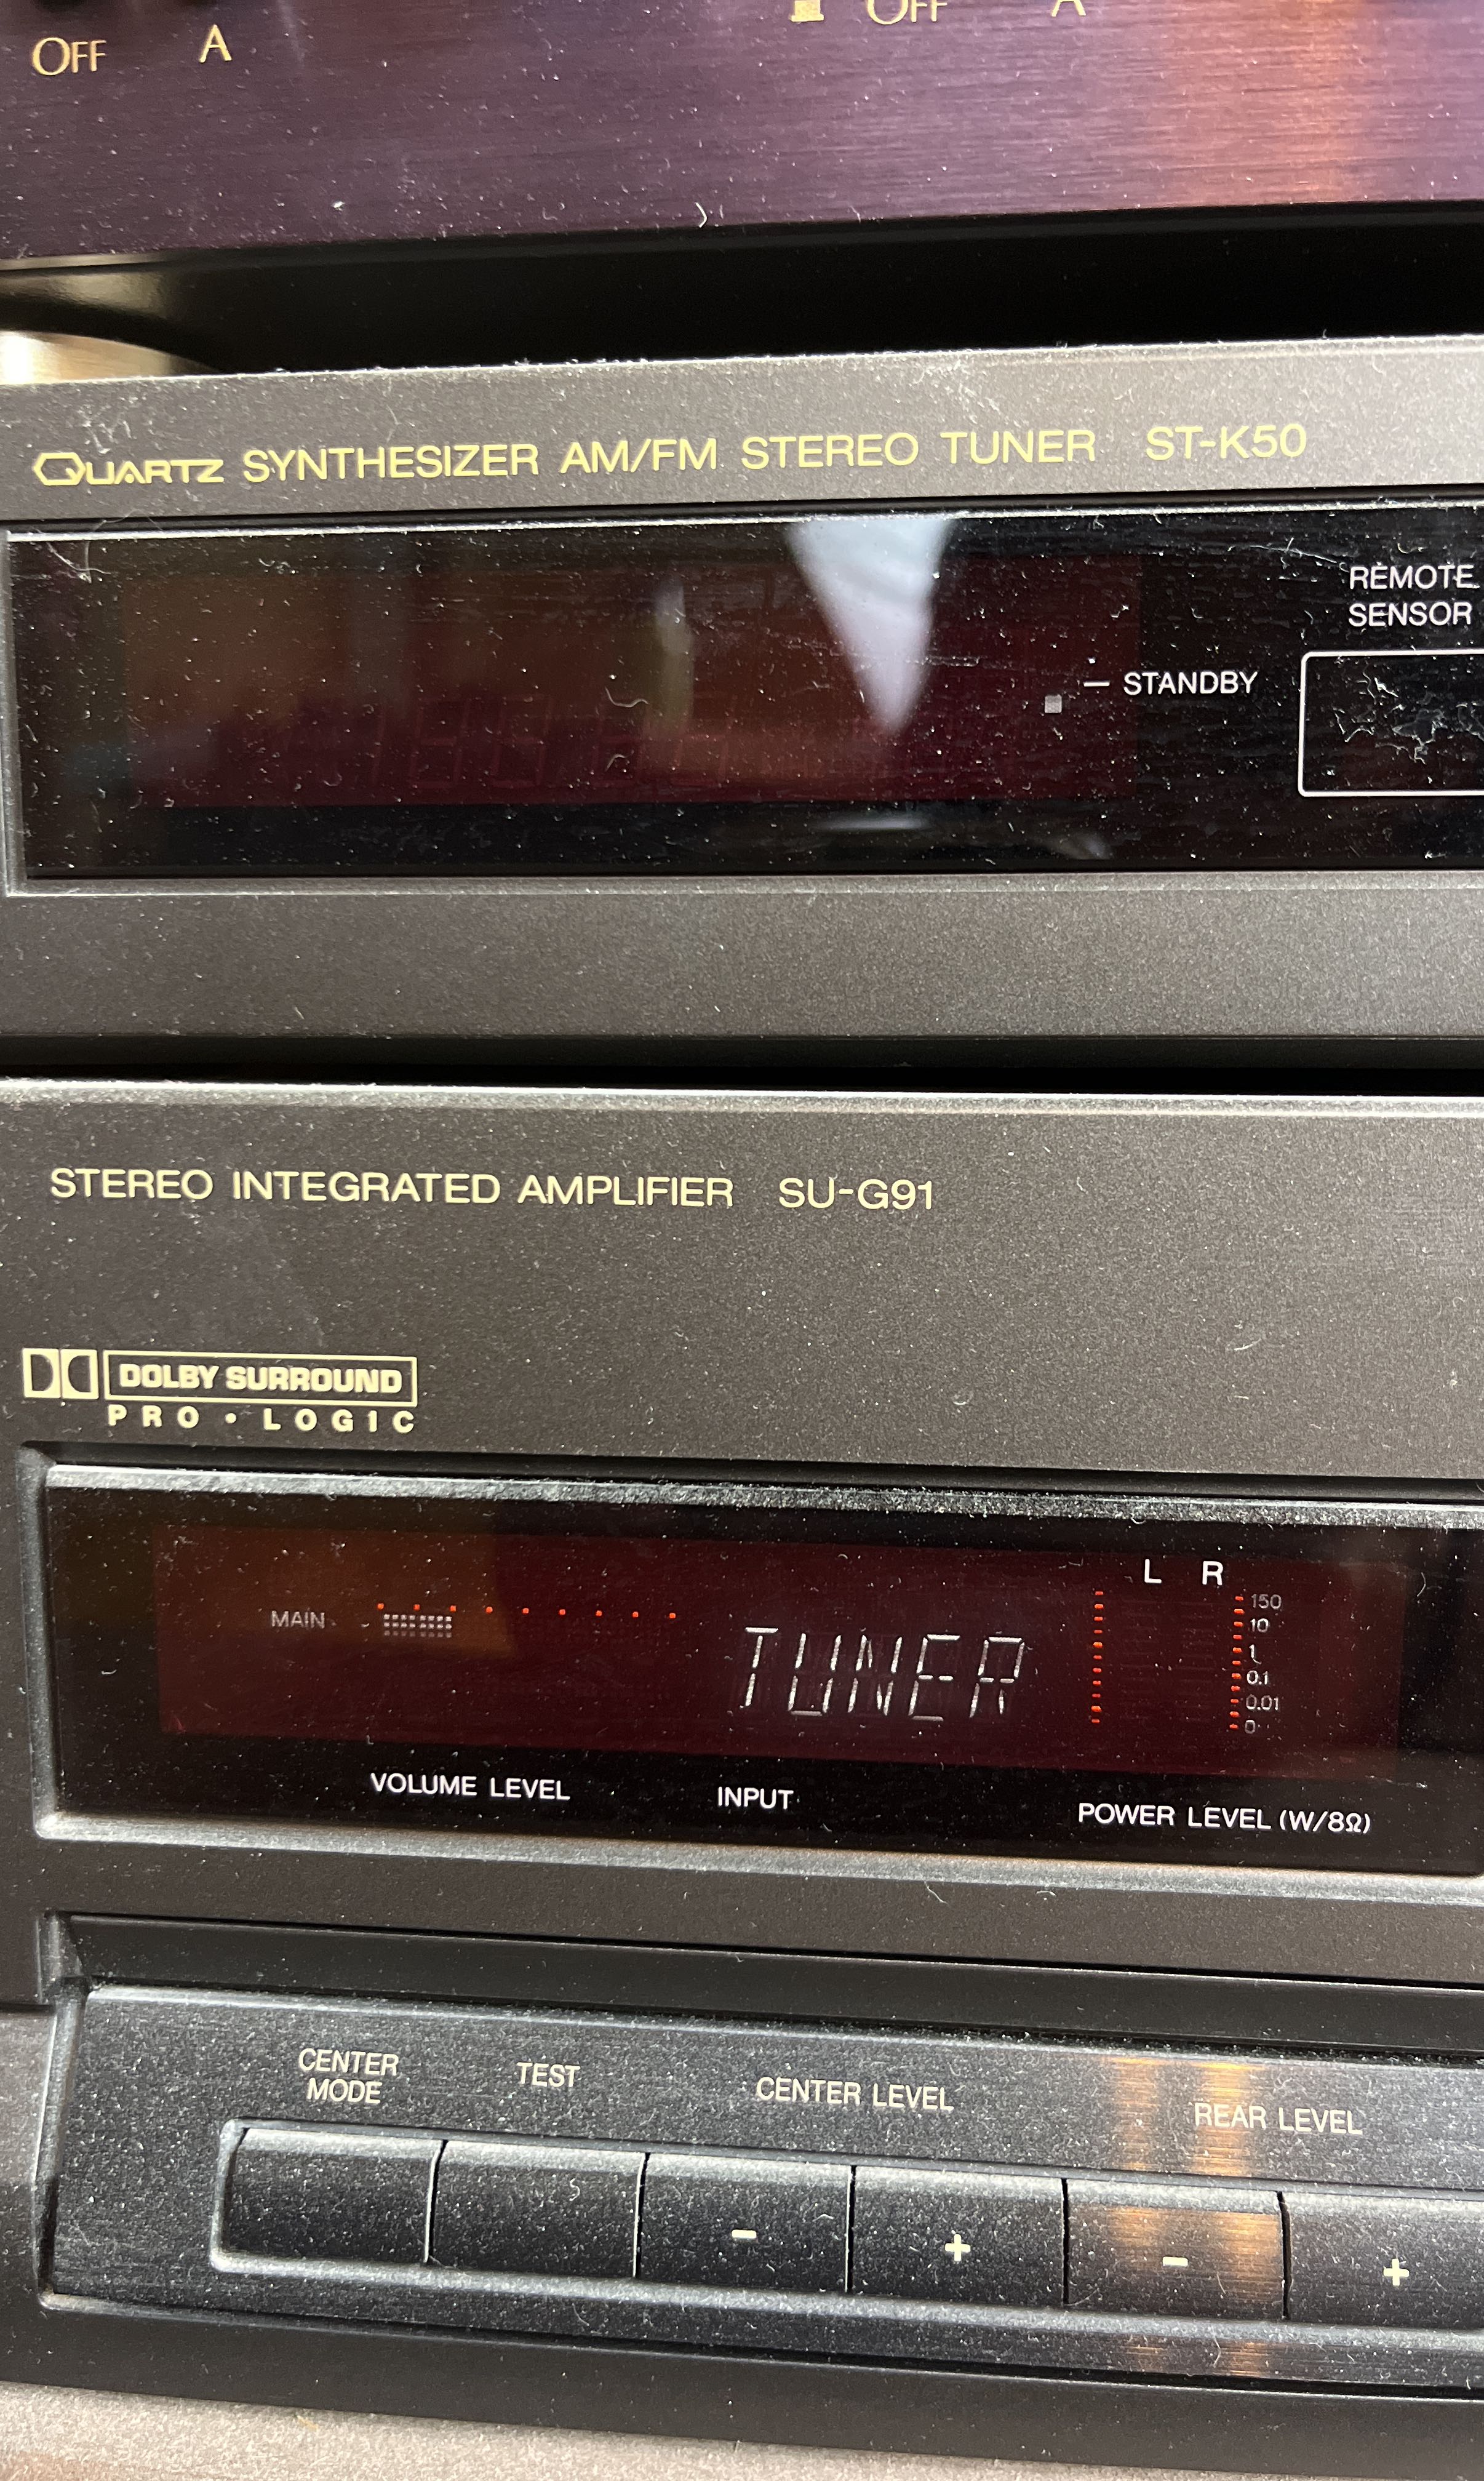 OFF A OFF A
QUARTZ SYNTHESIZER AM/FM STEREO TUNER ST-K50
REMOTE
SENSOR
— STANDBY
STEREO INTEGRATED AMPLIFIER SU-G91
DOLBY SURROUND
PRO • LOGIC
L R
MAIN
TUNER
150
10
1
0.1
0.01
0
VOLUME LEVEL
INPUT
POWER LEVEL (W/8Ω)
CENTER
MODE
TEST
CENTER LEVEL
REAR LEVEL
- + - +